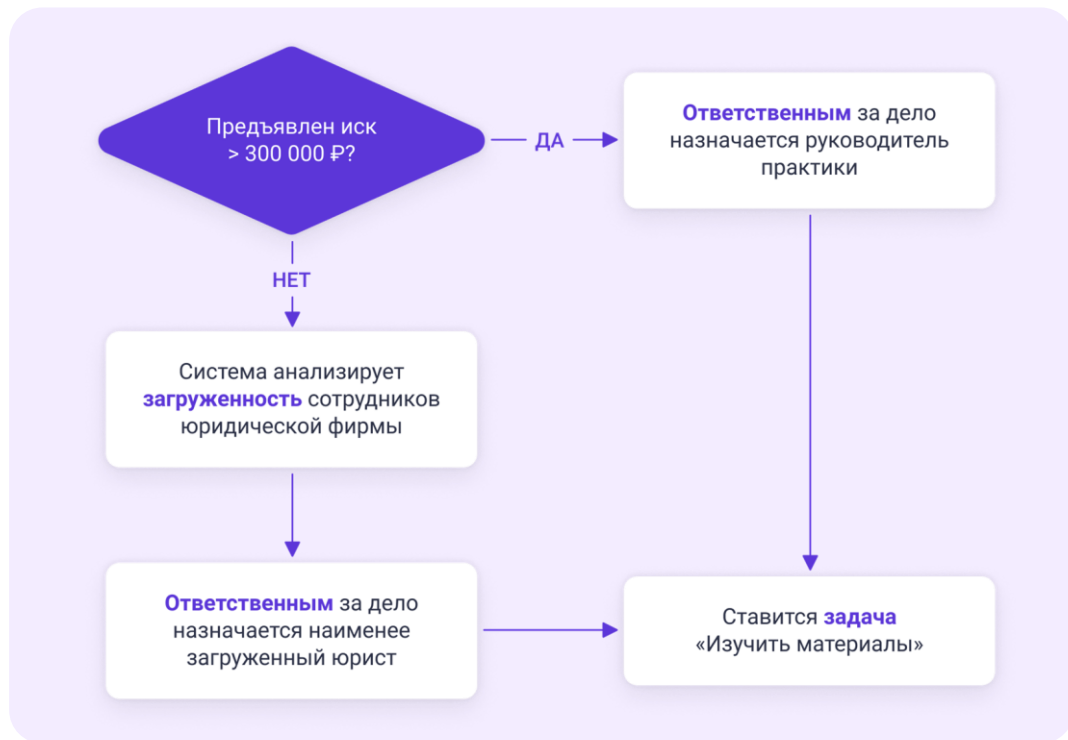 Предъявлен иск
> 300 000 ₽?
ДА
Ответственным за дело
назначается руководитель
практики
НЕТ
Система анализирует
загруженность сотрудников
юридической фирмы
Ответственным за дело
назначается наименее
загруженный юрист
Ставится задача
«Изучить материалы»